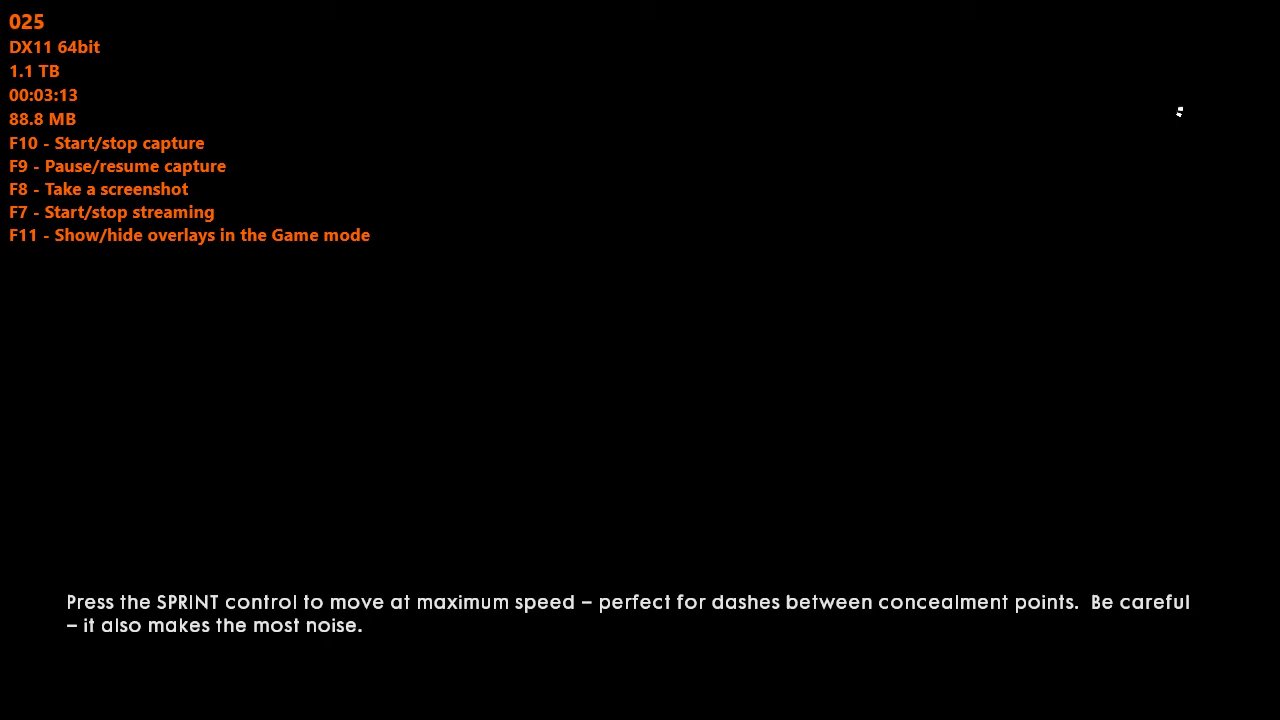 025
DX11 64bit
1.1 TB
00:03:13
88.8 MB
F10 - Start/stop capture
F9 - Pause/resume capture
F8 - Take a screenshot
F7 - Start/stop streaming
F11 - Show/hide overlays in the Game mode
Press the SPRINT control to move at maximum speed – perfect for dashes between concealment points.  Be careful
– it also makes the most noise.